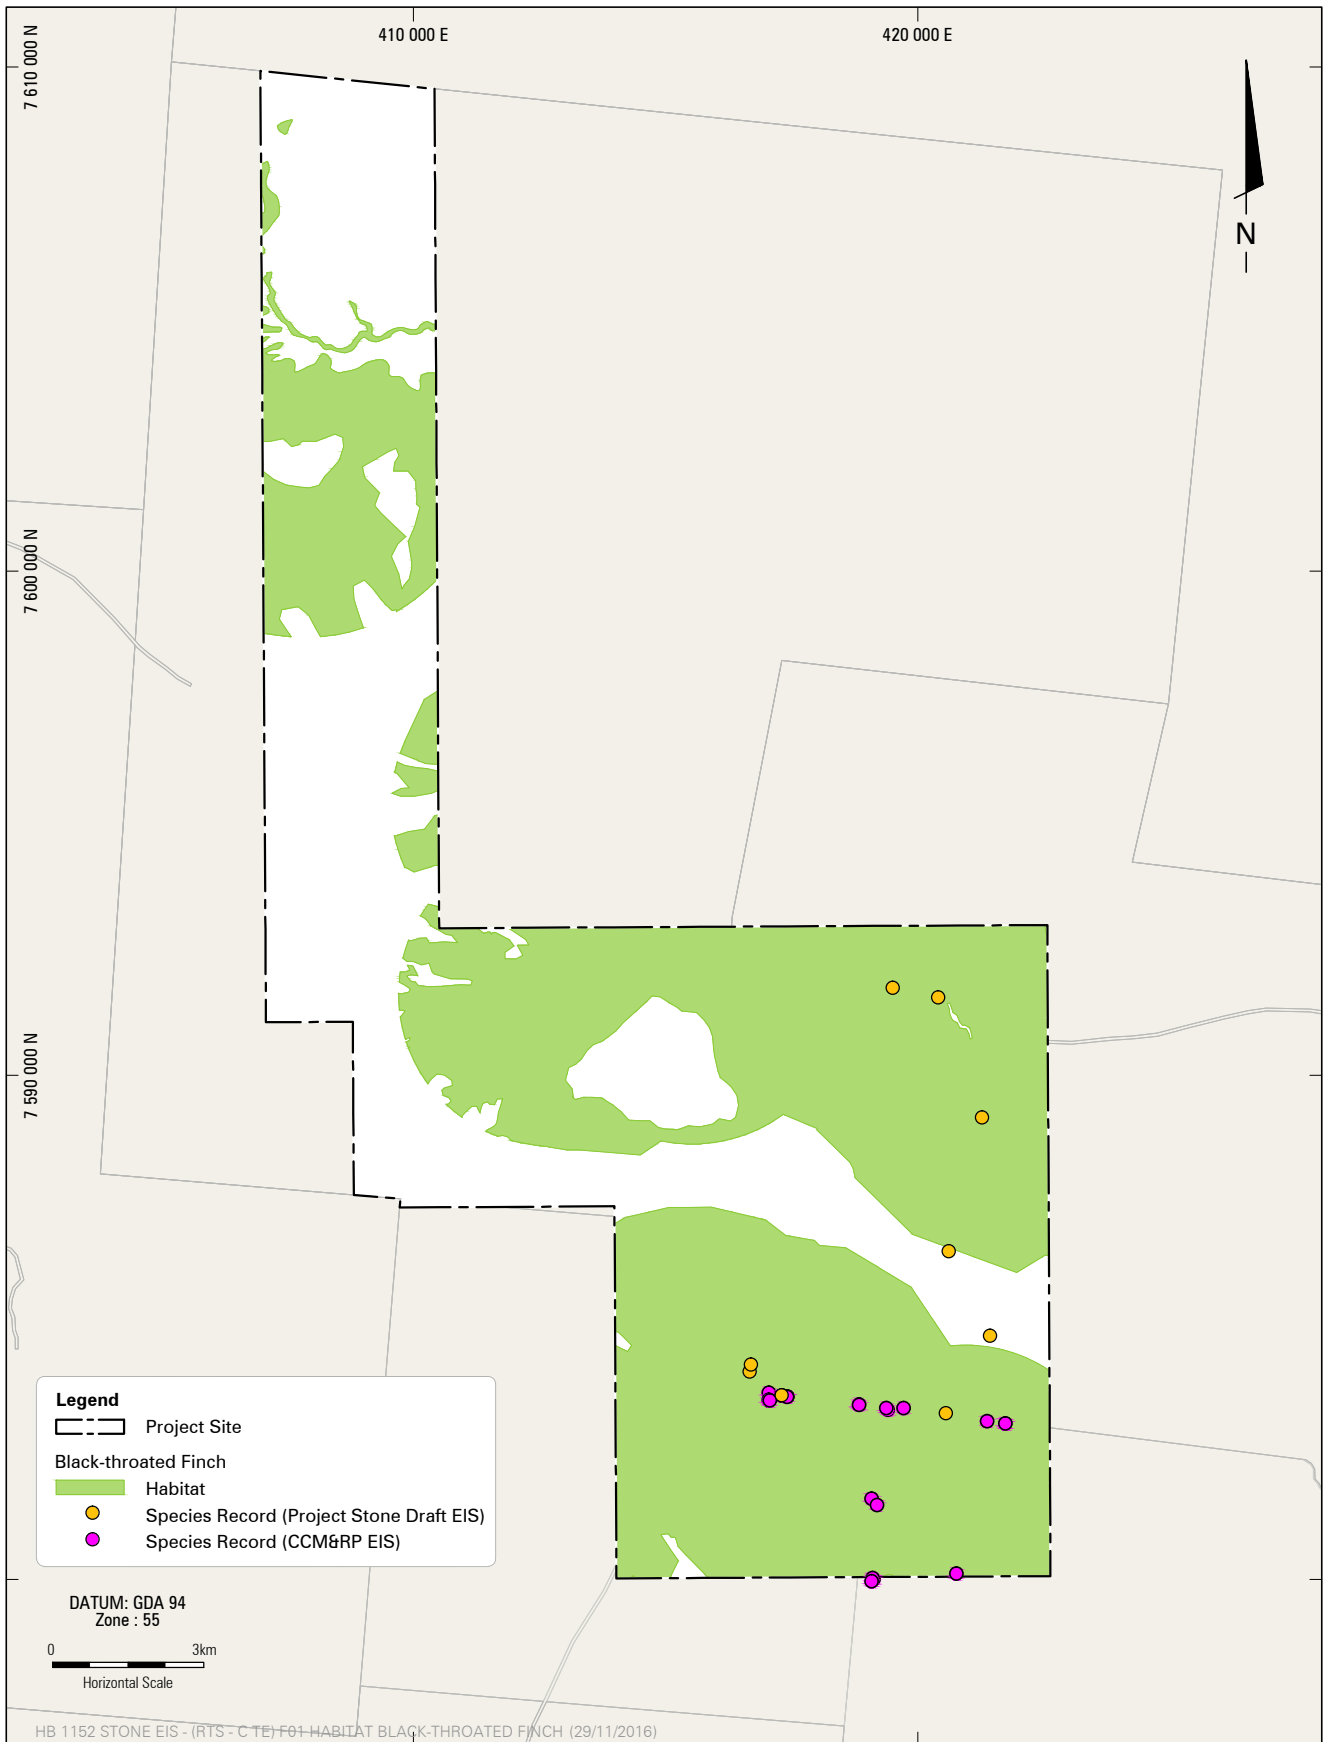 410 000 E
420 000 E
7 610 000 N
N
7 600 000 N
7 590 000 N
Legend
Project Site
Black-throated Finch
Habitat
Species Record (Project Stone Draft EIS)
Species Record (CCM&RP EIS)
DATUM: GDA 94
Zone : 55
0 3km
Horizontal Scale
HB 1152 STONE EIS - (RTS - C TE) F01 HABITAT BLACK-THROATED FINCH (29/11/2016)